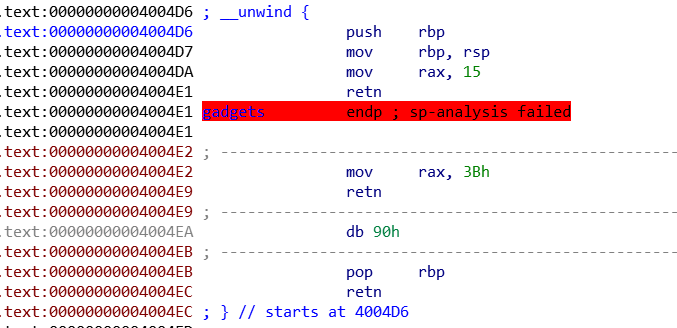 .text:00000000004004D6 ; __unwind {
.text:00000000004004D6 push rbp
.text:00000000004004D7 mov rbp, rsp
.text:00000000004004DA mov rax, 15
.text:00000000004004E1 retn
.text:00000000004004E1 gadgets endp ; sp-analysis failed
.text:00000000004004E1
.text:00000000004004E2 ; ---------------------------------------------------
.text:00000000004004E2 mov rax, 3Bh
.text:00000000004004E9 retn
.text:00000000004004E9 ; ---------------------------------------------------
.text:00000000004004EA db 90h
.text:00000000004004EB ; ---------------------------------------------------
.text:00000000004004EB pop rbp
.text:00000000004004EC retn
.text:00000000004004EC ; } // starts at 4004D6